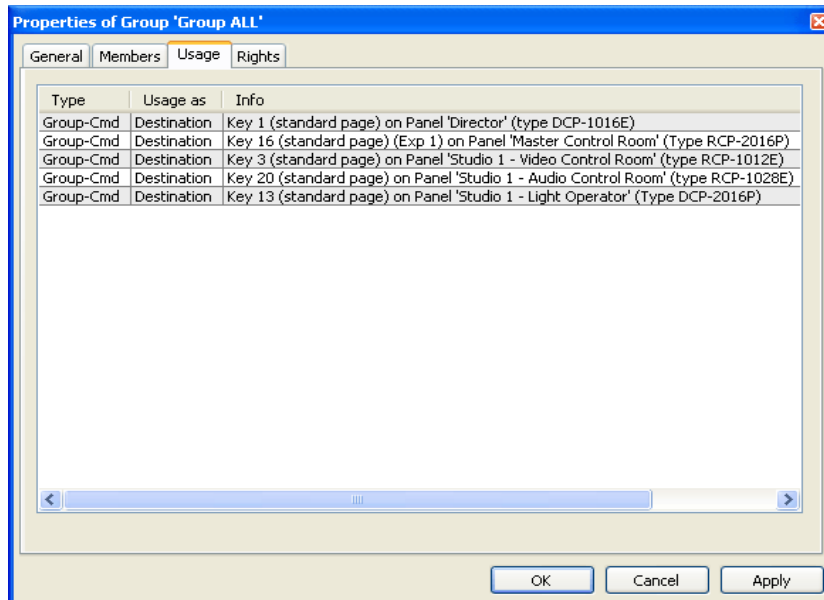 Properties of Group 'Group ALL'
General Members Usage Rights
Type Usage as Info
Group-Cmd Destination Key 1 (standard page) on Panel 'Director' (type DCP-1016E)
Group-Cmd Destination Key 16 (standard page) (Exp 1) on Panel 'Master Control Room' (Type RCP-2016P)
Group-Cmd Destination Key 3 (standard page) on Panel 'Studio 1 - Video Control Room' (type RCP-1012E)
Group-Cmd Destination Key 20 (standard page) on Panel 'Studio 1 - Audio Control Room' (type RCP-1028E)
Group-Cmd Destination Key 13 (standard page) on Panel 'Studio 1 - Light Operator' (Type DCP-2016P)
OK Cancel Apply